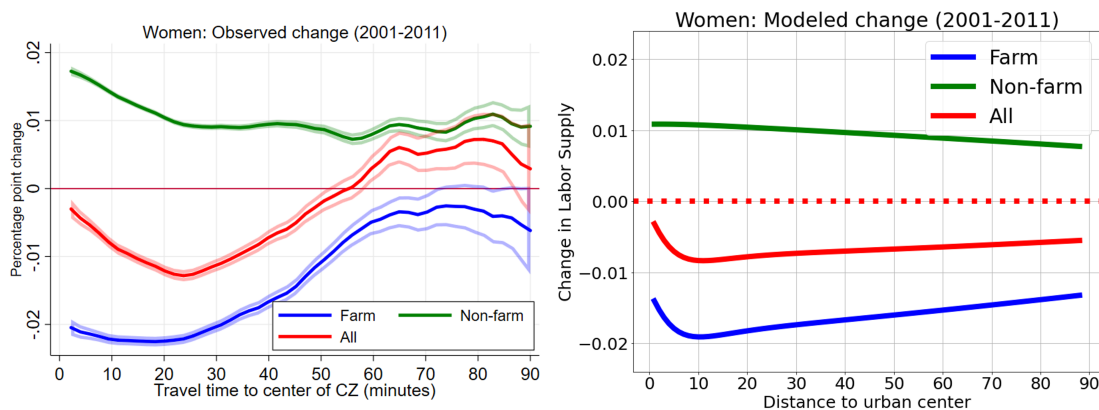 Women: Observed change (2001-2011)
Percentage point change
.02
.01
0
-.01
-.02
0 10 20 30 40 50 60 70 80 90
Travel time to center of CZ (minutes)
Farm Non-farm
All
Women: Modeled change (2001-2011)
Change in Labor Supply
0.02
0.01
0.00
−0.01
−0.02
0 10 20 30 40 50 60 70 80 90
Distance to urban center
Farm
Non-farm
All